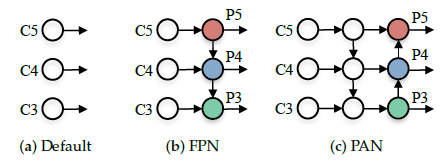 C5 C5 P5 C5 P5
C4 C4 P4 C4 P4
C3 C3 P3 C3 P3
(a) Default (b) FPN (c) PAN